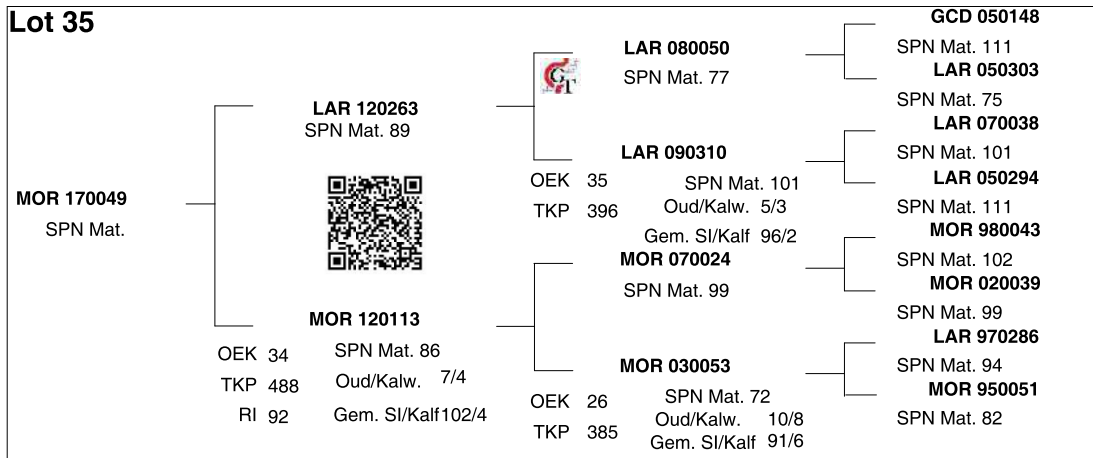 Lot 35
MOR 170049
SPN Mat.
LAR 120263
SPN Mat. 89
MOR 120113
OEK 34 SPN Mat. 86
TKP 488 Oud/Kalw. 7/4
RI 92 Gem. SI/Kalf 102/4
GT
LAR 080050
SPN Mat. 77
LAR 090310
OEK 35 SPN Mat. 101
TKP 396 Oud/Kalw. 5/3
Gem. SI/Kalf 96/2
MOR 070024
SPN Mat. 99
MOR 030053
OEK 26 SPN Mat. 72
Oud/Kalw. 10/8
TKP 385 Gem. SI/Kalf 91/6
GCD 050148
SPN Mat. 111
LAR 050303
SPN Mat. 75
LAR 070038
SPN Mat. 101
LAR 050294
SPN Mat. 111
MOR 980043
SPN Mat. 102
MOR 020039
SPN Mat. 99
LAR 970286
SPN Mat. 94
MOR 950051
SPN Mat. 82